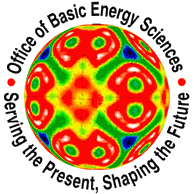 Office of Basic Energy Sciences
Serving the Present, Shaping the Future